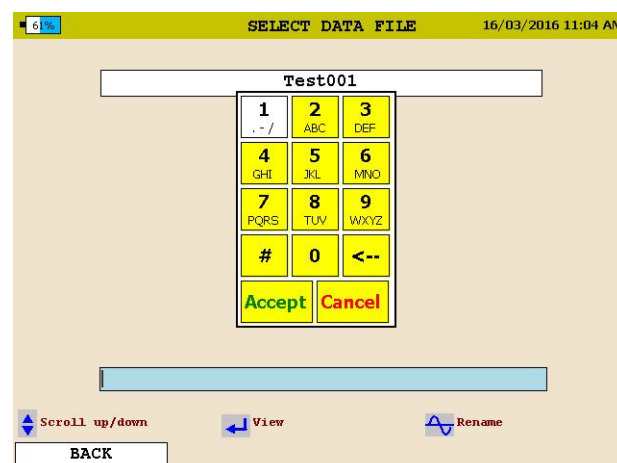 61%
SELECT DATA FILE
16/03/2016 11:04 AM
Test001
1
. - /
2
ABC
3
DEF
4
GHI
5
JKL
6
MNO
7
PQRS
8
TUV
9
WXYZ
#
0
<--
Accept
Cancel
Scroll up/down
View
Rename
BACK